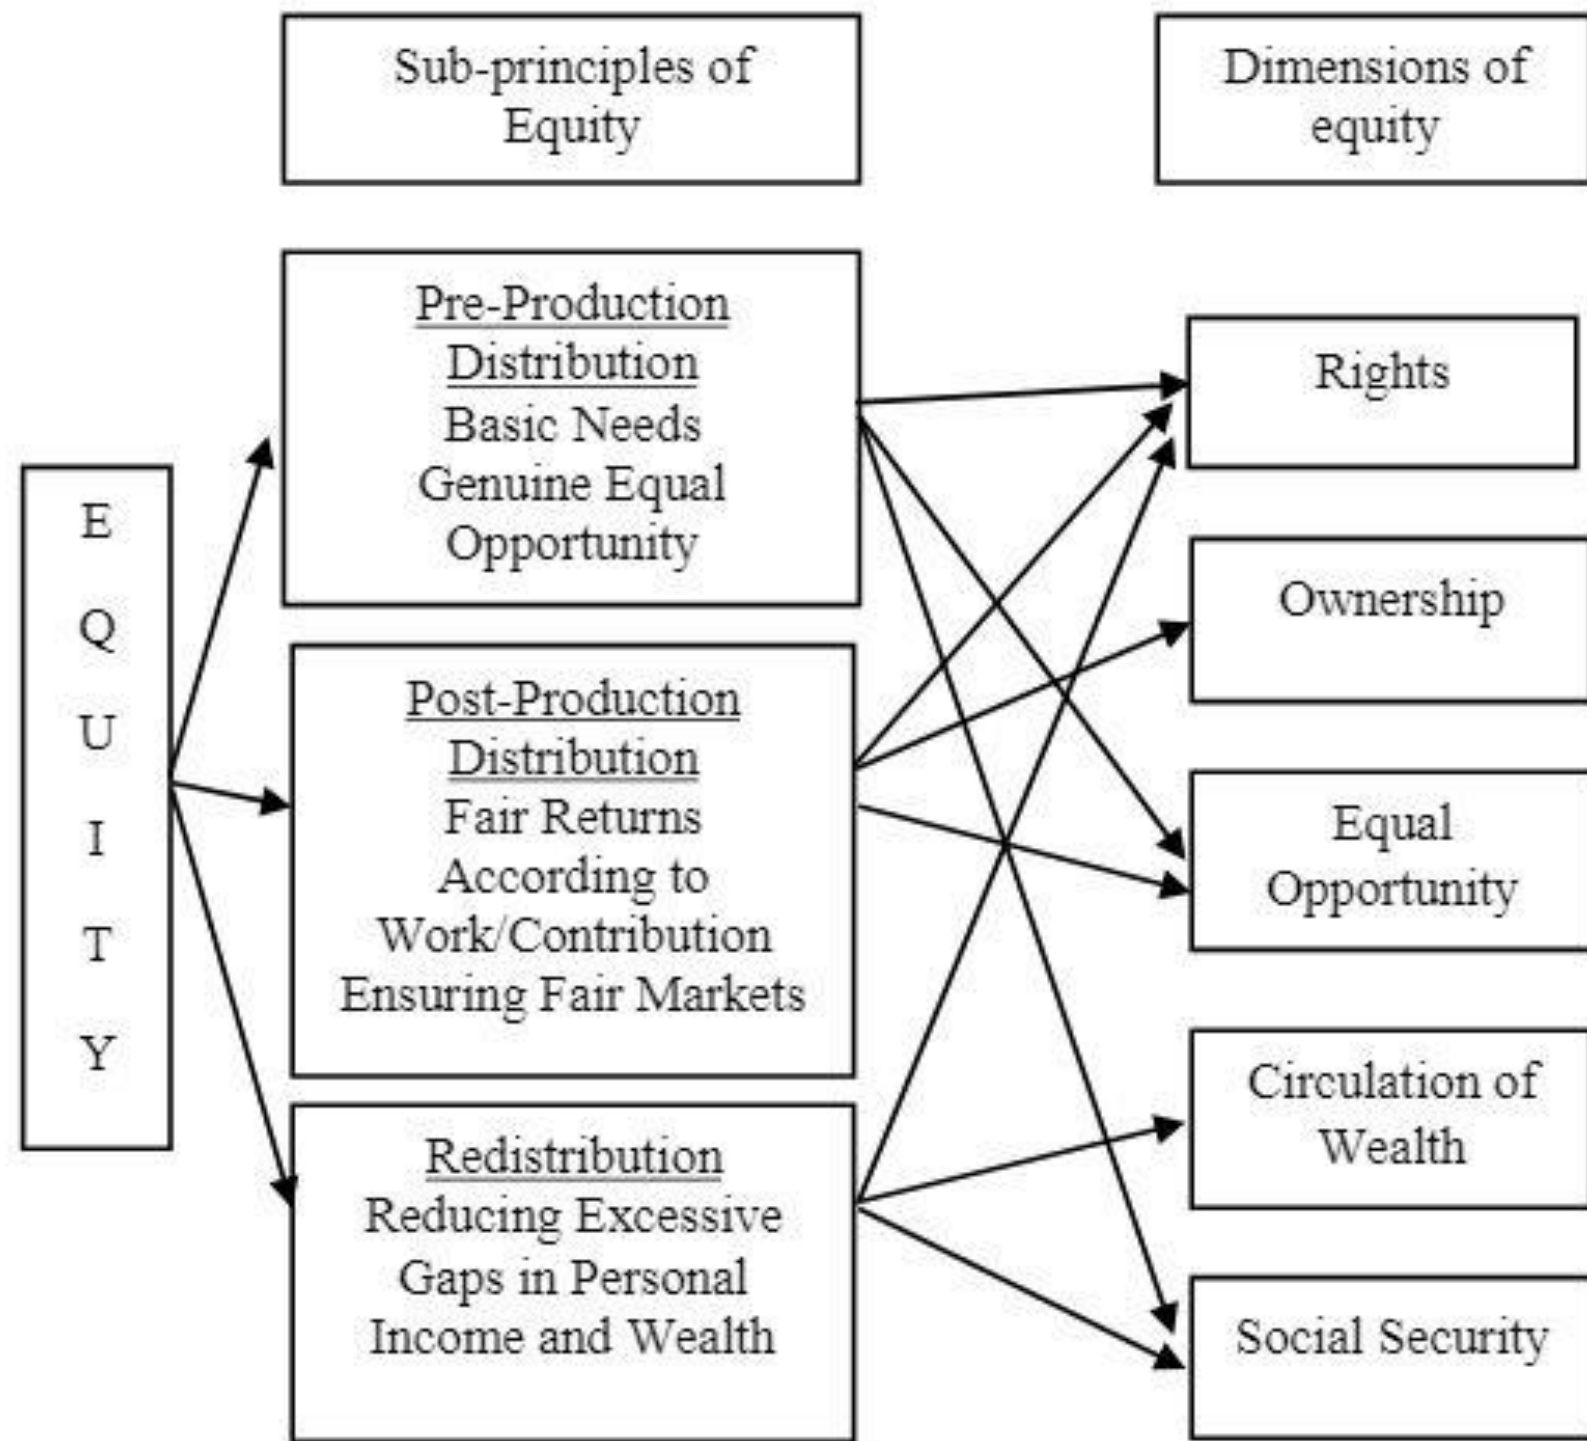 Sub-principles of
Equity
Dimensions of
equity
E
Q
U
I
T
Y
Pre-Production
Distribution
Basic Needs
Genuine Equal
Opportunity
Post-Production
Distribution
Fair Returns
According to
Work/Contribution
Ensuring Fair Markets
Redistribution
Reducing Excessive
Gaps in Personal
Income and Wealth
Rights
Ownership
Equal
Opportunity
Circulation of
Wealth
Social Security